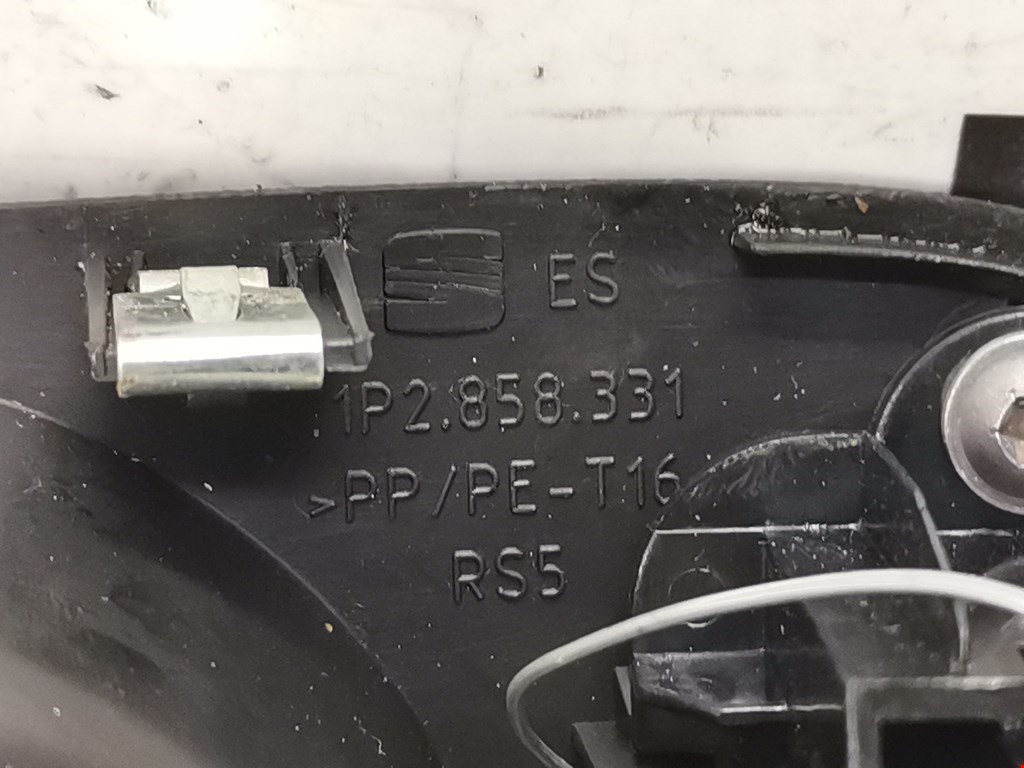 ES
1P2.858.331
>PP/PE-T16
RS5